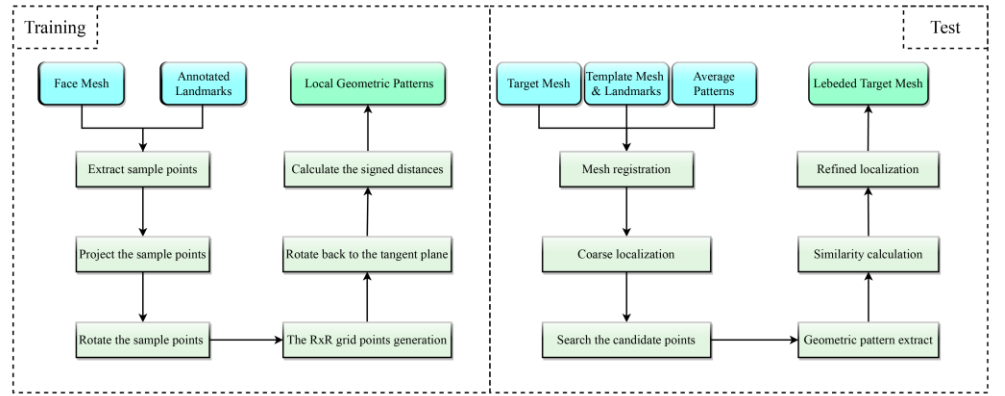 Training
Face Mesh
Annotated
Landmarks
Extract sample points
Project the sample points
Rotate the sample points
The RxR grid points generation
Rotate back to the tangent plane
Calculate the signed distances
Local Geometric Patterns
Test
Target Mesh
Template Mesh
& Landmarks
Average
Patterns
Mesh registration
Coarse localization
Search the candidate points
Geometric pattern extract
Similarity calculation
Refined localization
Lebeded Target Mesh